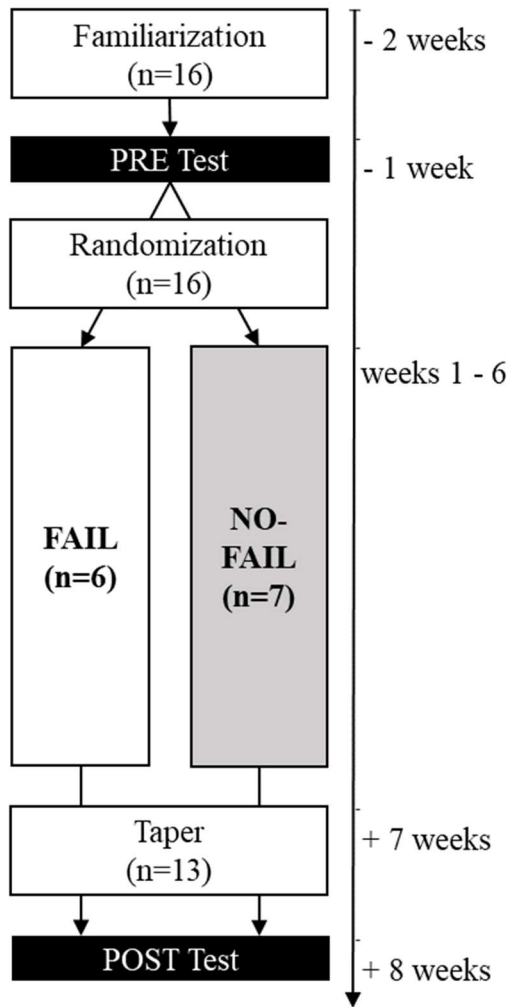 Familiarization
(n=16)
- 2 weeks
PRE Test
- 1 week
Randomization
(n=16)
weeks 1 - 6
FAIL
(n=6)
NO-
FAIL
(n=7)
Taper
(n=13)
+ 7 weeks
POST Test
+ 8 weeks